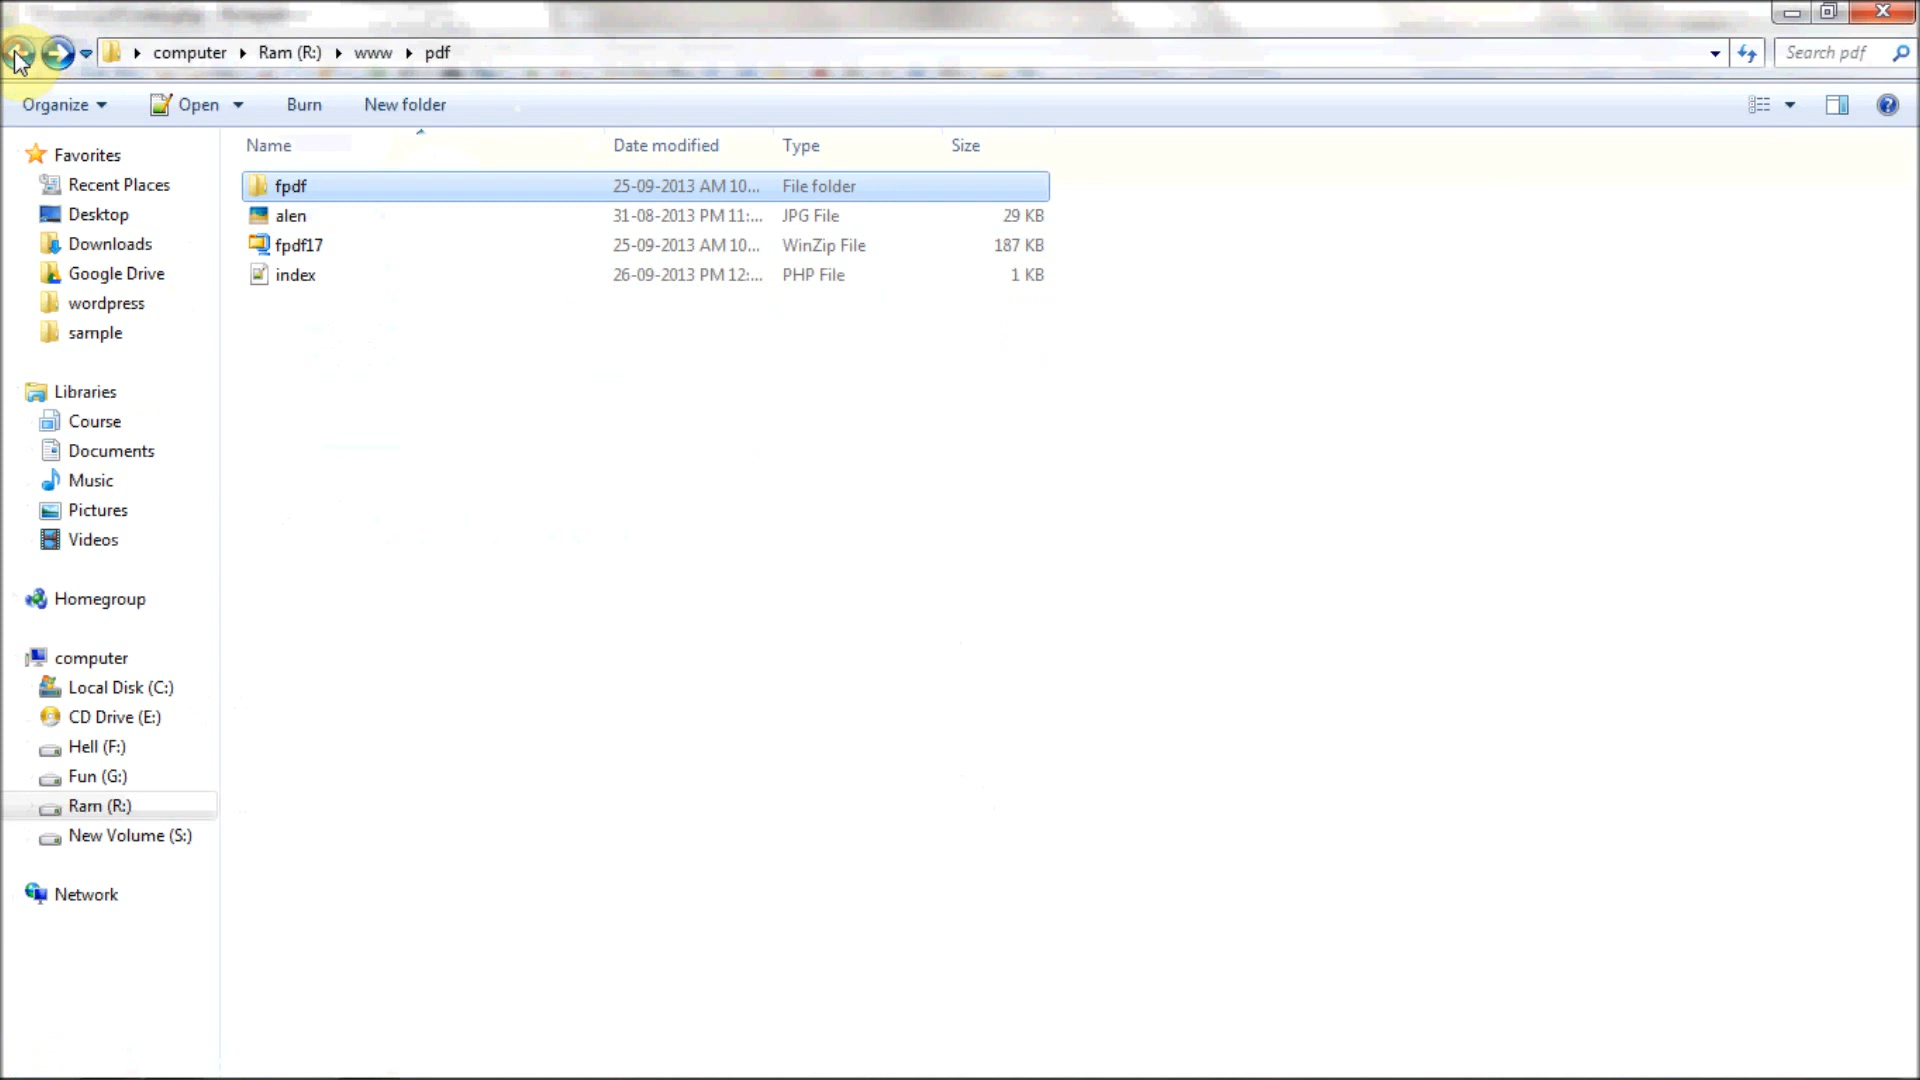 computer Ram (R:) www pdf Search pdf
Organize Open Burn New folder
Name Date modified Type Size
fpdf 25-09-2013 AM 10... File folder
alen 31-08-2013 PM 11:... JPG File 29 KB
fpdf17 25-09-2013 AM 10... WinZip File 187 KB
index 26-09-2013 PM 12:... PHP File 1 KB
Favorites
Recent Places
Desktop
Downloads
Google Drive
wordpress
sample
Libraries
Course
Documents
Music
Pictures
Videos
Homegroup
computer
Local Disk (C:)
CD Drive (E:)
Hell (F:)
Fun (G:)
Ram (R:)
New Volume (S:)
Network